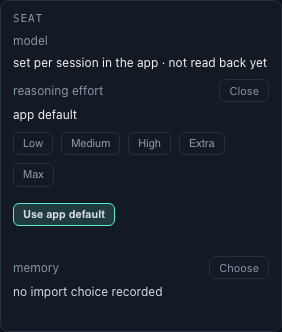 SEAT
model
set per session in the app · not read back yet
reasoning effort Close
app default
Low Medium High Extra
Max
Use app default
memory Choose
no import choice recorded